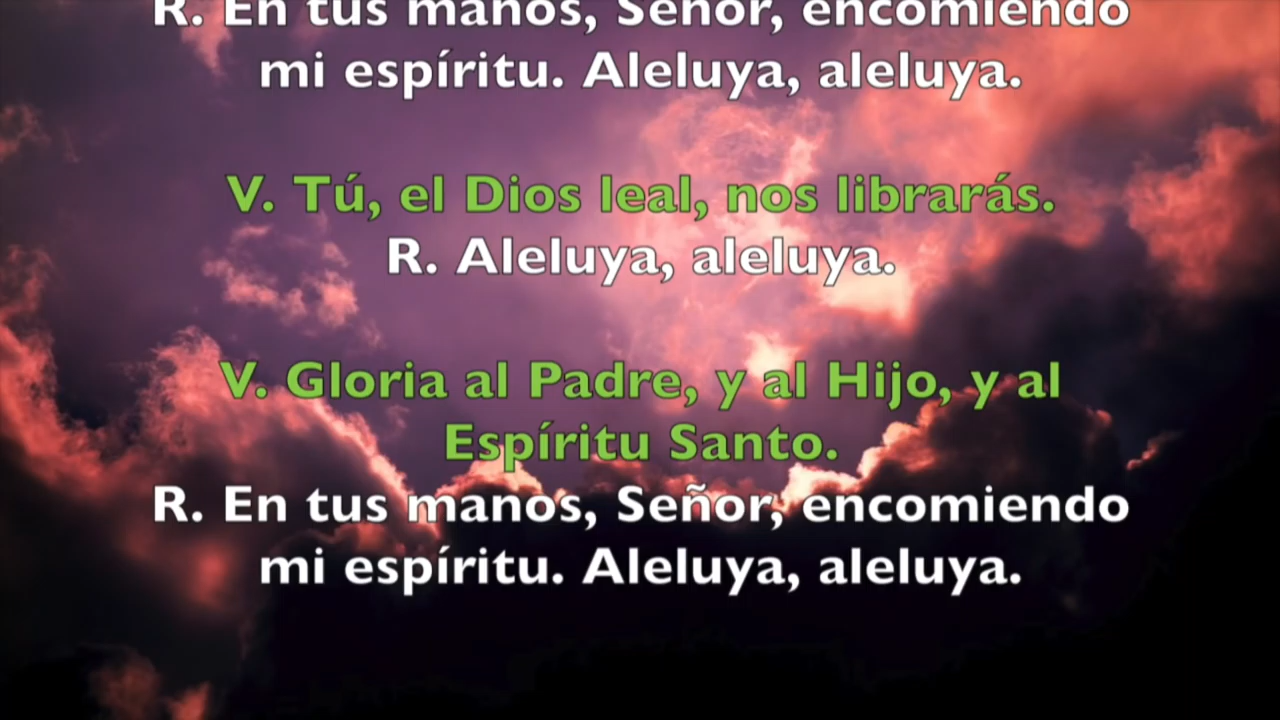 R. En tus manos, Señor, encomiendo
mi espíritu. Aleluya, aleluya.
V. Tú, el Dios leal, nos librarás.
R. Aleluya, aleluya.
V. Gloria al Padre, y al Hijo, y al
Espíritu Santo.
R. En tus manos, Señor, encomiendo
mi espíritu. Aleluya, aleluya.